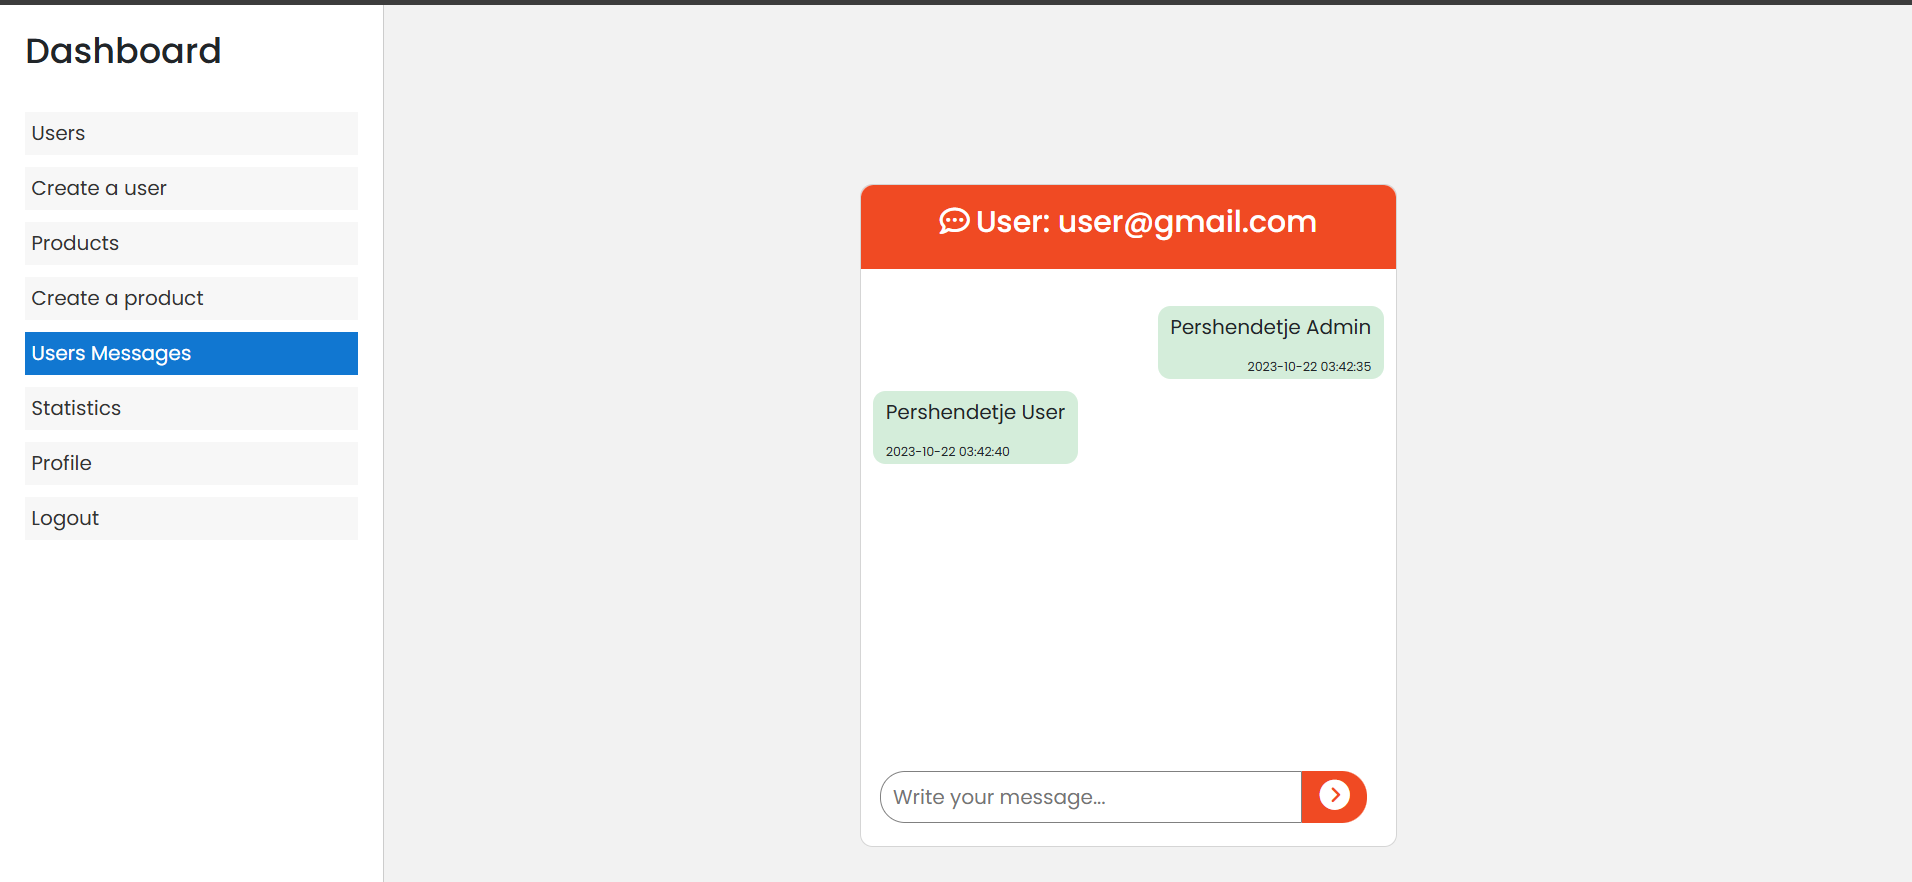 Dashboard
Users
Create a user
Products
Create a product
Users Messages
Statistics
Profile
Logout
User: user@gmail.com
Pershendetje Admin
2023-10-22 03:42:35
Pershendetje User
2023-10-22 03:42:40
Write your message...